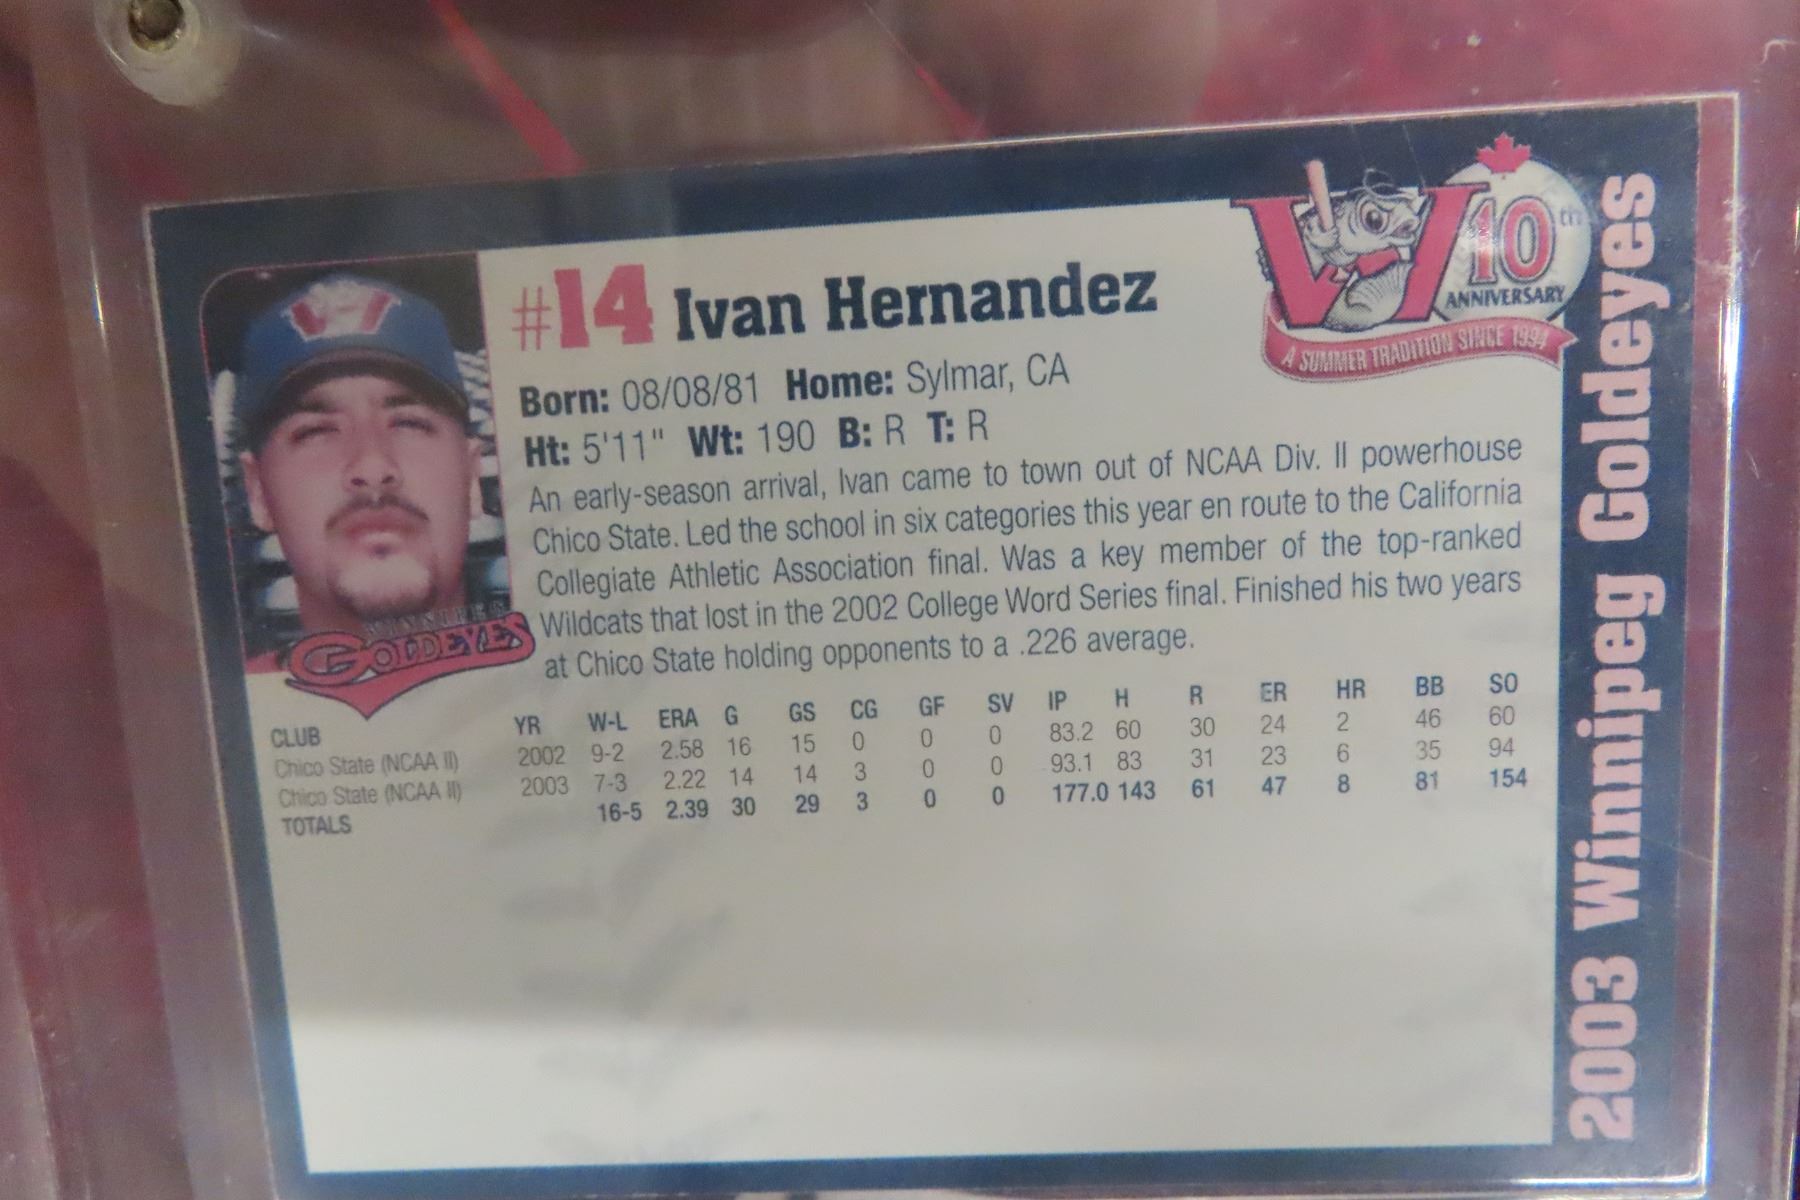 #14 Ivan Hernandez
Born: 08/08/81 Home: Sylmar, CA
Ht: 5'11" Wt: 190 B: R T: R
An early-season arrival, Ivan came to town out of NCAA Div. II powerhouse
Chico State. Led the school in six categories this year en route to the California
Collegiate Athletic Association final. Was a key member of the top-ranked
Wildcats that lost in the 2002 College Word Series final. Finished his two years
at Chico State holding opponents to a .226 average.
W 10th
ANNIVERSARY
A SUMMER TRADITION SINCE 1994
W
WINNIPEG
GOLDEYES
CLUB YR W-L ERA G GS CG GF SV IP H R ER HR BB SO
Chico State (NCAA II) 2002 9-2 2.58 16 15 0 0 0 83.2 60 30 24 2 46 60
Chico State (NCAA II) 2003 7-3 2.22 14 14 3 0 0 93.1 83 31 23 6 35 94
TOTALS 16-5 2.39 30 29 3 0 0 177.0 143 61 47 8 81 154
2003 Winnipeg Goldeyes